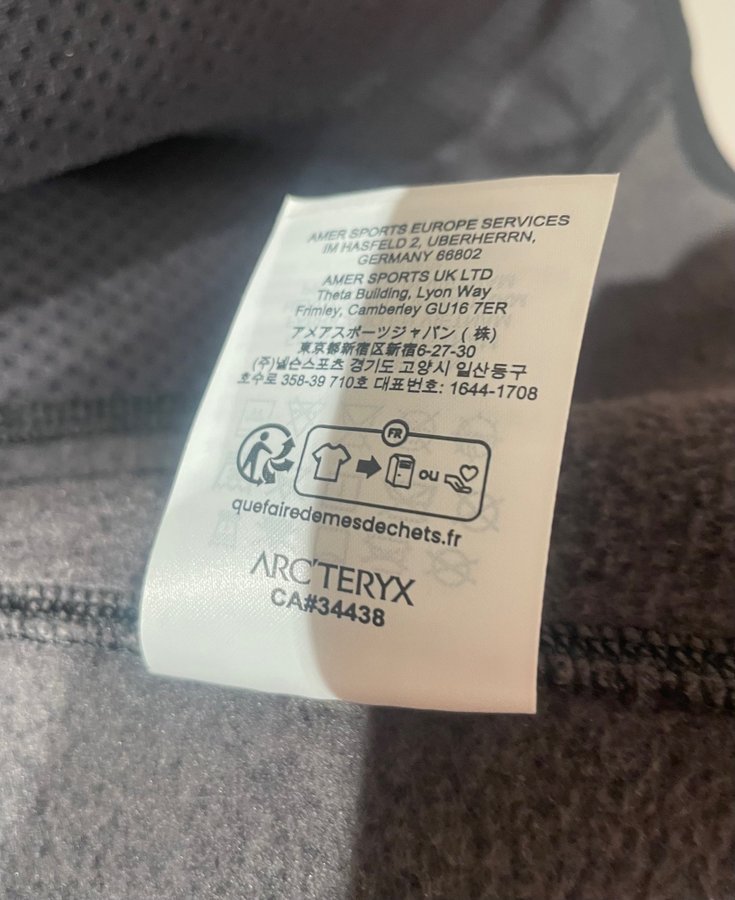 AMER SPORTS EUROPE SERVICES
IM HASFELD 2, UBERHERRN,
GERMANY 66802
AMER SPORTS UK LTD
Theta Building, Lyon Way
Frimley, Camberley GU16 7ER
アメアスポーツジャパン (株)
東京都新宿区新宿6-27-30
(주)넬슨스포츠 경기도 고양시 일산동구
호수로 358-39 710호 대표번호: 1644-1708
FR
OU
quefairedemesdechets.fr
ARC'TERYX
CA#34438